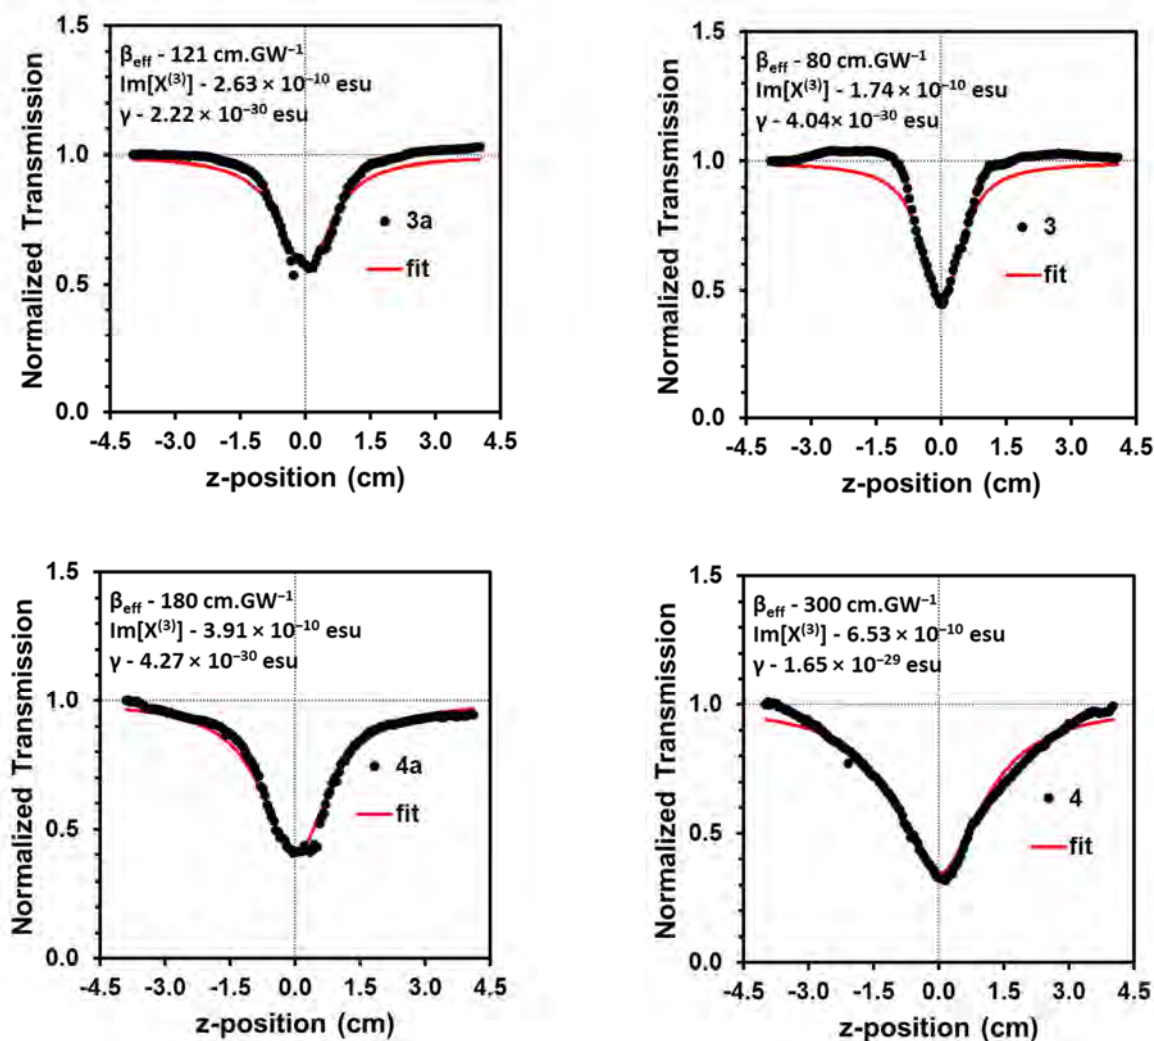 β_eff - 121 cm.GW⁻¹
Im[X⁽³⁾] - 2.63 × 10⁻¹⁰ esu
γ - 2.22 × 10⁻³⁰ esu
3a
fit
1.5
1.0
0.5
0.0
-4.5 -3.0 -1.5 0.0 1.5 3.0 4.5
z-position (cm)
Normalized Transmission
β_eff - 80 cm.GW⁻¹
Im[X⁽³⁾] - 1.74 × 10⁻¹⁰ esu
γ - 4.04× 10⁻³⁰ esu
3
fit
1.5
1.0
0.5
0.0
-4.5 -3.0 -1.5 0.0 1.5 3.0 4.5
z-position (cm)
Normalized Transmission
β_eff - 180 cm.GW⁻¹
Im[X⁽³⁾] - 3.91 × 10⁻¹⁰ esu
γ - 4.27 × 10⁻³⁰ esu
4a
fit
1.5
1.0
0.5
0.0
-4.5 -3.0 -1.5 0.0 1.5 3.0 4.5
z-position (cm)
Normalized Transmission
β_eff - 300 cm.GW⁻¹
Im[X⁽³⁾] - 6.53 × 10⁻¹⁰ esu
γ - 1.65 × 10⁻²⁹ esu
4
fit
1.5
1.0
0.5
0.0
-4.5 -3.0 -1.5 0.0 1.5 3.0 4.5
z-position (cm)
Normalized Transmission